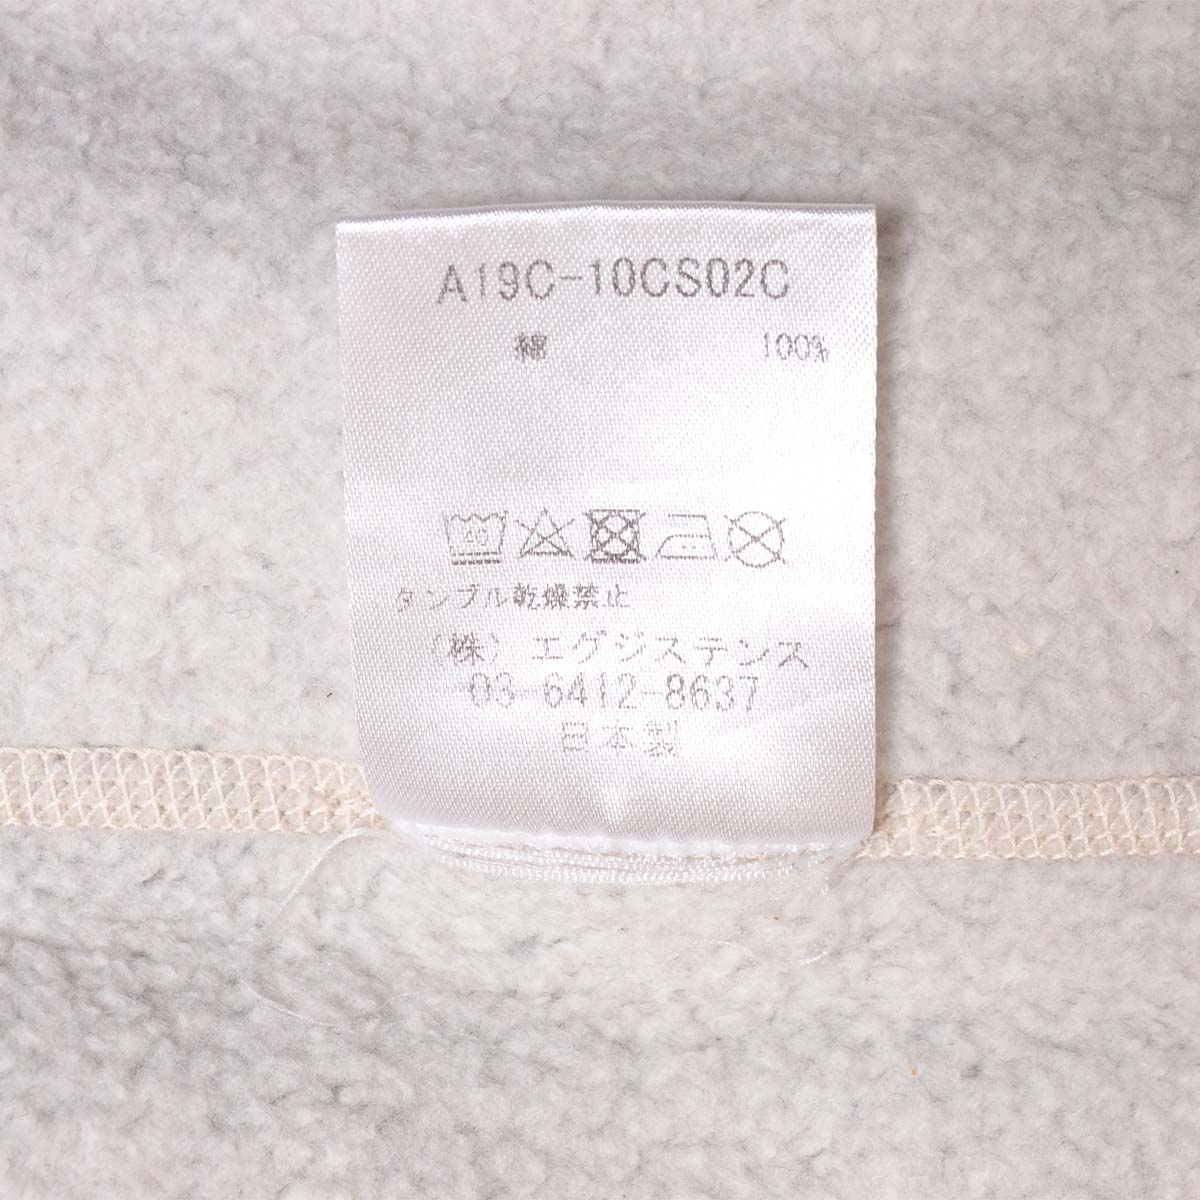 A19C-10CS02C
綿 100%
40
タンブル乾燥禁止
(株) エグジステンス
03-6412-8637
日本製